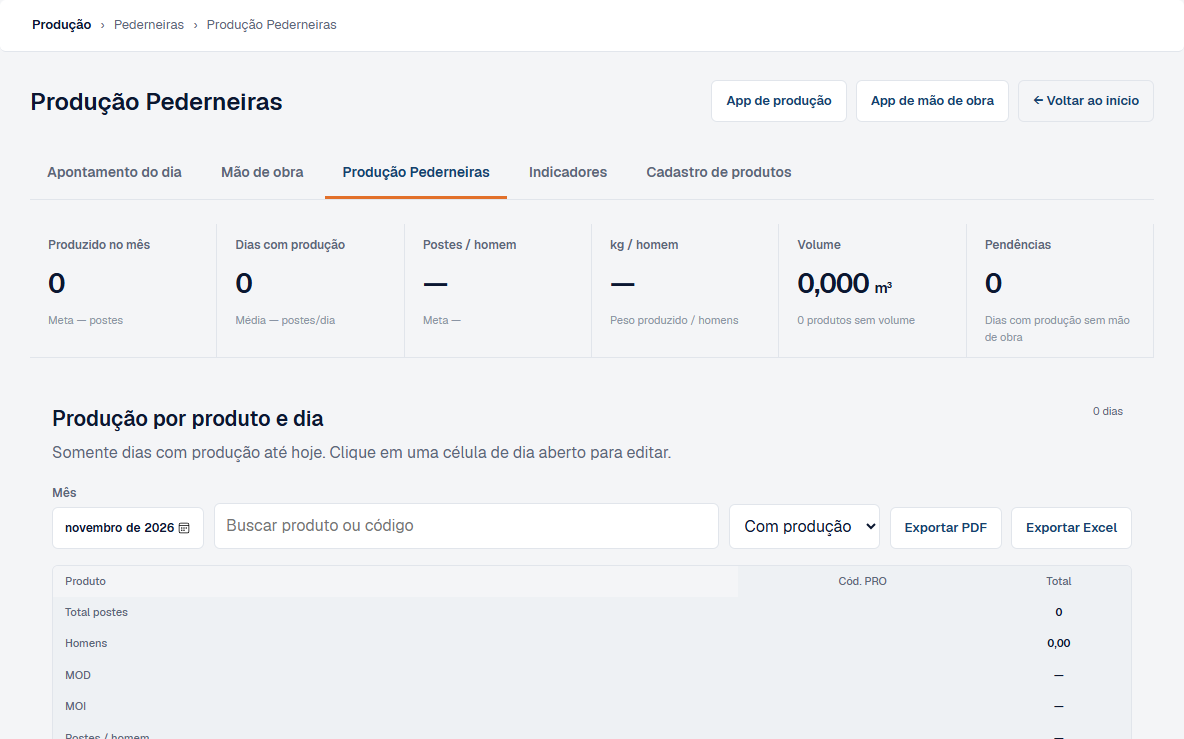 Produção › Pederneiras › Produção Pederneiras
Produção Pederneiras
App de produção
App de mão de obra
← Voltar ao início
Apontamento do dia
Mão de obra
Produção Pederneiras
Indicadores
Cadastro de produtos
Produzido no mês
0
Meta — postes
Dias com produção
0
Média — postes/dia
Postes / homem
—
Meta —
kg / homem
—
Peso produzido / homens
Volume
0,000 m³
0 produtos sem volume
Pendências
0
Dias com produção sem mão
de obra
Produção por produto e dia
0 dias
Somente dias com produção até hoje. Clique em uma célula de dia aberto para editar.
Mês
novembro de 2026
Buscar produto ou código
Com produção
Exportar PDF
Exportar Excel
Produto Cód. PRO Total
Total postes 0
Homens 0,00
MOD —
MOI —
Postes / homem —